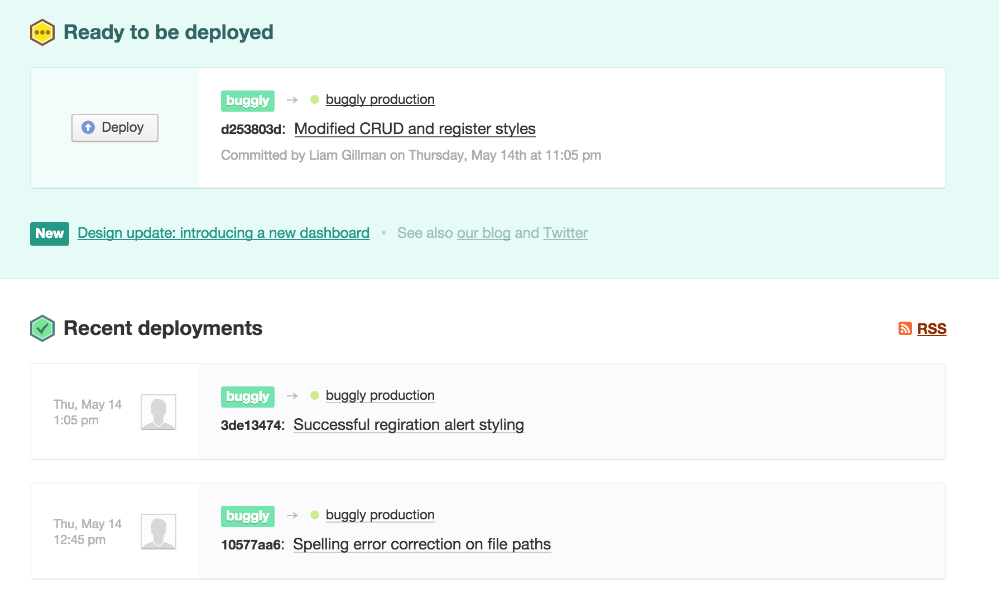 Ready to be deployed
Deploy
buggly → buggly production
d253803d: Modified CRUD and register styles
Committed by Liam Gillman on Thursday, May 14th at 11:05 pm
New Design update: introducing a new dashboard • See also our blog and Twitter
Recent deployments
RSS
Thu, May 14
1:05 pm
buggly → buggly production
3de13474: Successful regiration alert styling
Thu, May 14
12:45 pm
buggly → buggly production
10577aa6: Spelling error correction on file paths